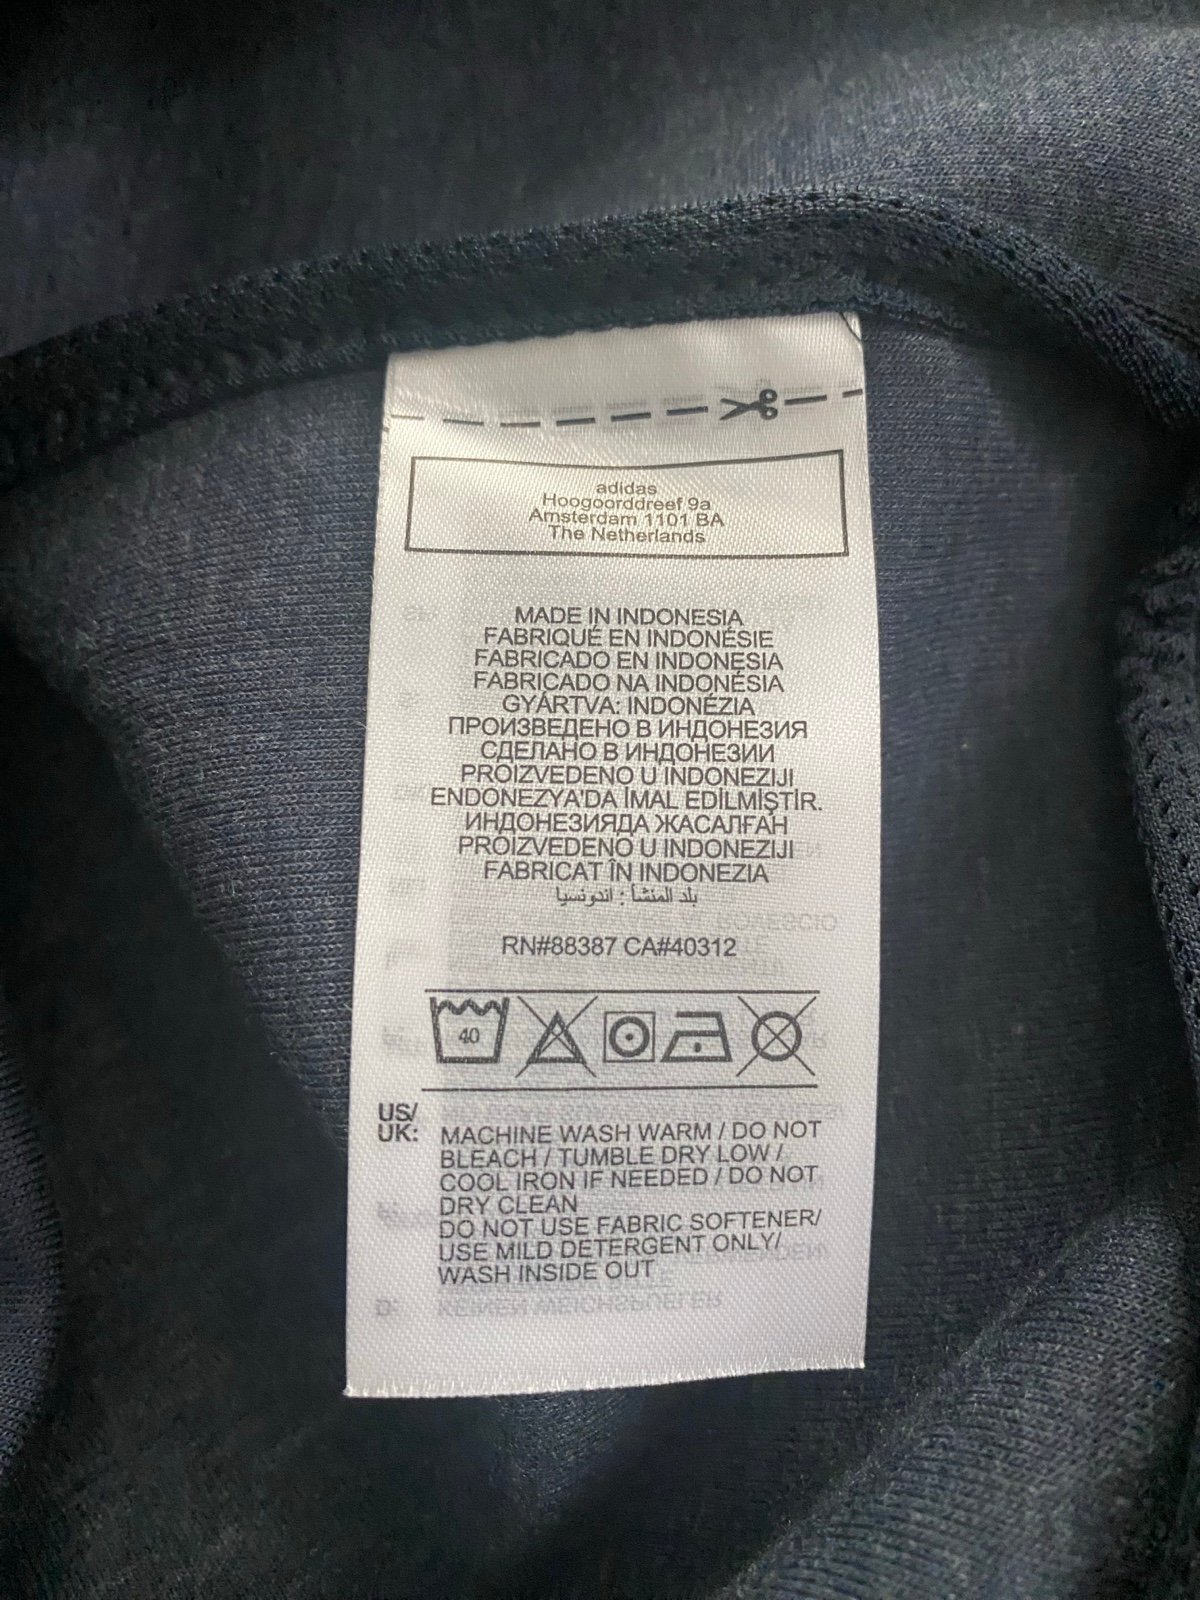 adidas
Hoogoorddreef 9a
Amsterdam 1101 BA
The Netherlands
MADE IN INDONESIA
FABRIQUÉ EN INDONÉSIE
FABRICADO EN INDONESIA
FABRICADO NA INDONÉSIA
GYÁRTVA: INDONÉZIA
ПРОИЗВЕДЕНО В ИНДОНЕЗИЯ
СДЕЛАНО В ИНДОНЕЗИИ
PROIZVEDENO U INDONEZIJI
ENDONEZYA'DA İMAL EDİLMİŞTİR.
ИНДОНЕЗИЯДА ЖАСАЛҒАН
PROIZVEDENO U INDONEZIJI
FABRICAT ÎN INDONEZIA
بلد المنشأ : اندونسيا
RN#88387 CA#40312
40
US/
UK: MACHINE WASH WARM / DO NOT
BLEACH / TUMBLE DRY LOW /
COOL IRON IF NEEDED / DO NOT
DRY CLEAN
DO NOT USE FABRIC SOFTENER/
USE MILD DETERGENT ONLY/
WASH INSIDE OUT